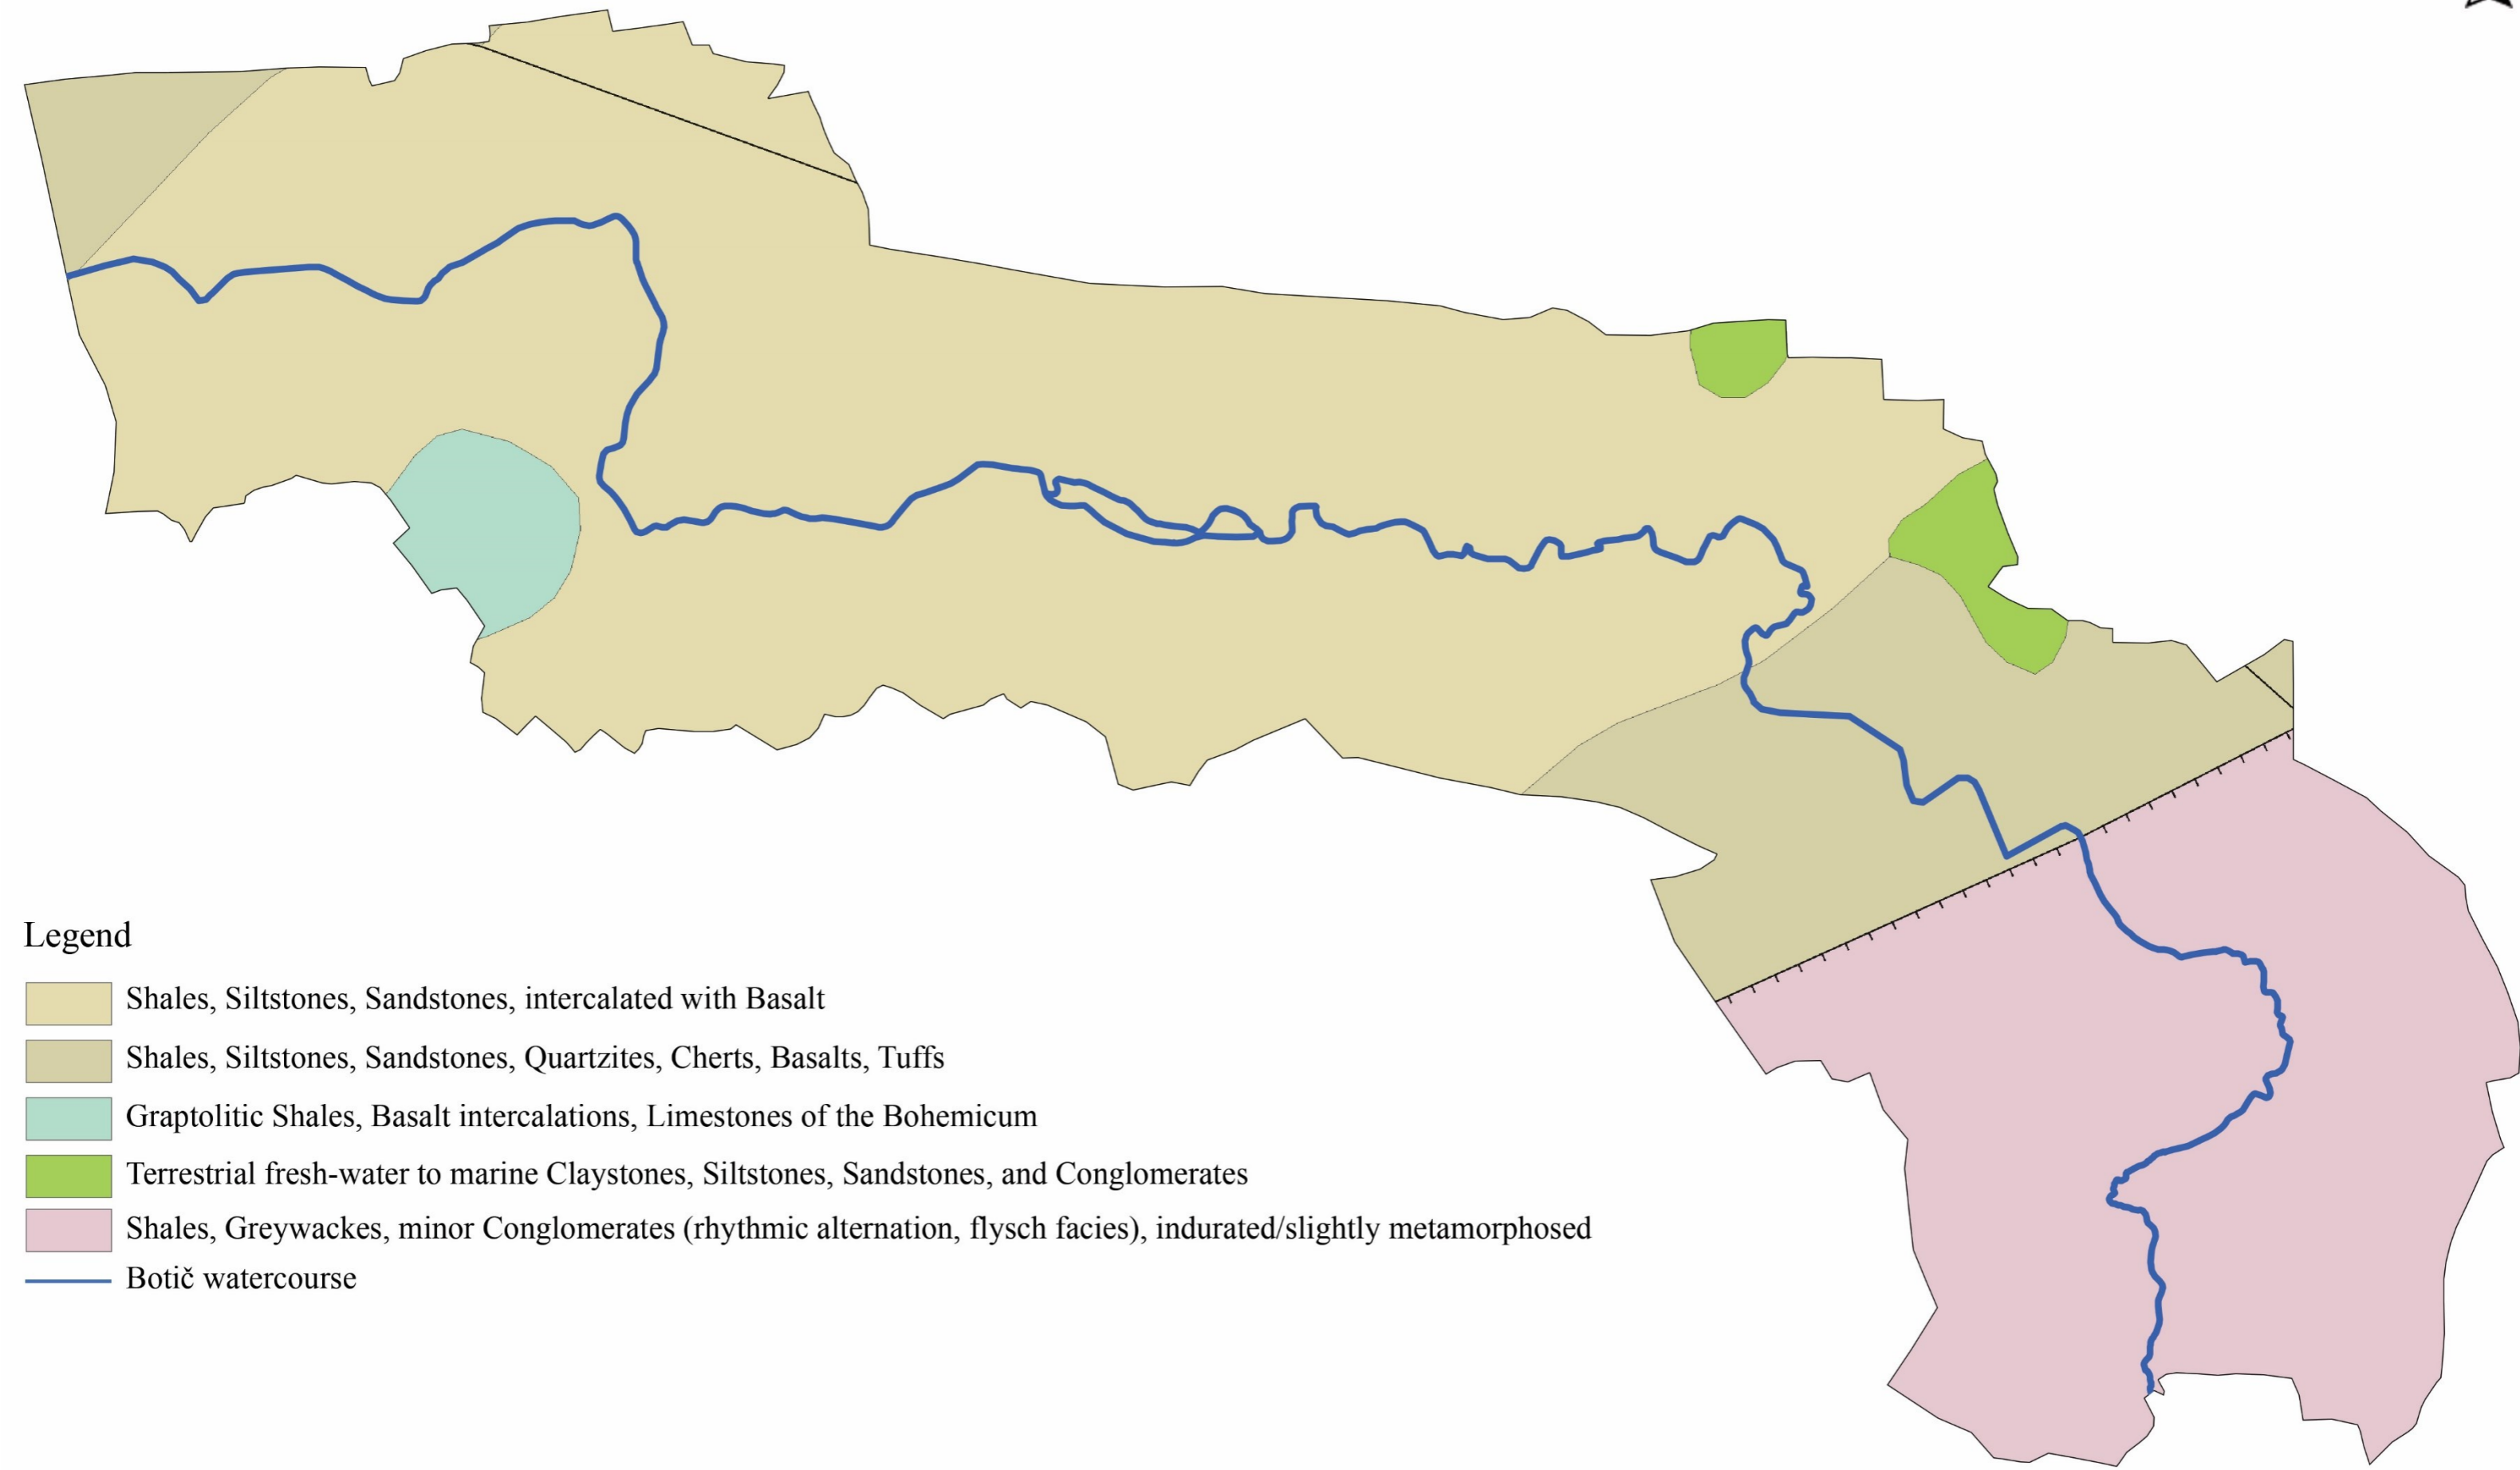 Legend
Shales, Siltstones, Sandstones, intercalated with Basalt
Shales, Siltstones, Sandstones, Quartzites, Cherts, Basalts, Tuffs
Graptolitic Shales, Basalt intercalations, Limestones of the Bohemicum
Terrestrial fresh-water to marine Claystones, Siltstones, Sandstones, and Conglomerates
Shales, Greywackes, minor Conglomerates (rhythmic alternation, flysch facies), indurated/slightly metamorphosed
Botič watercourse